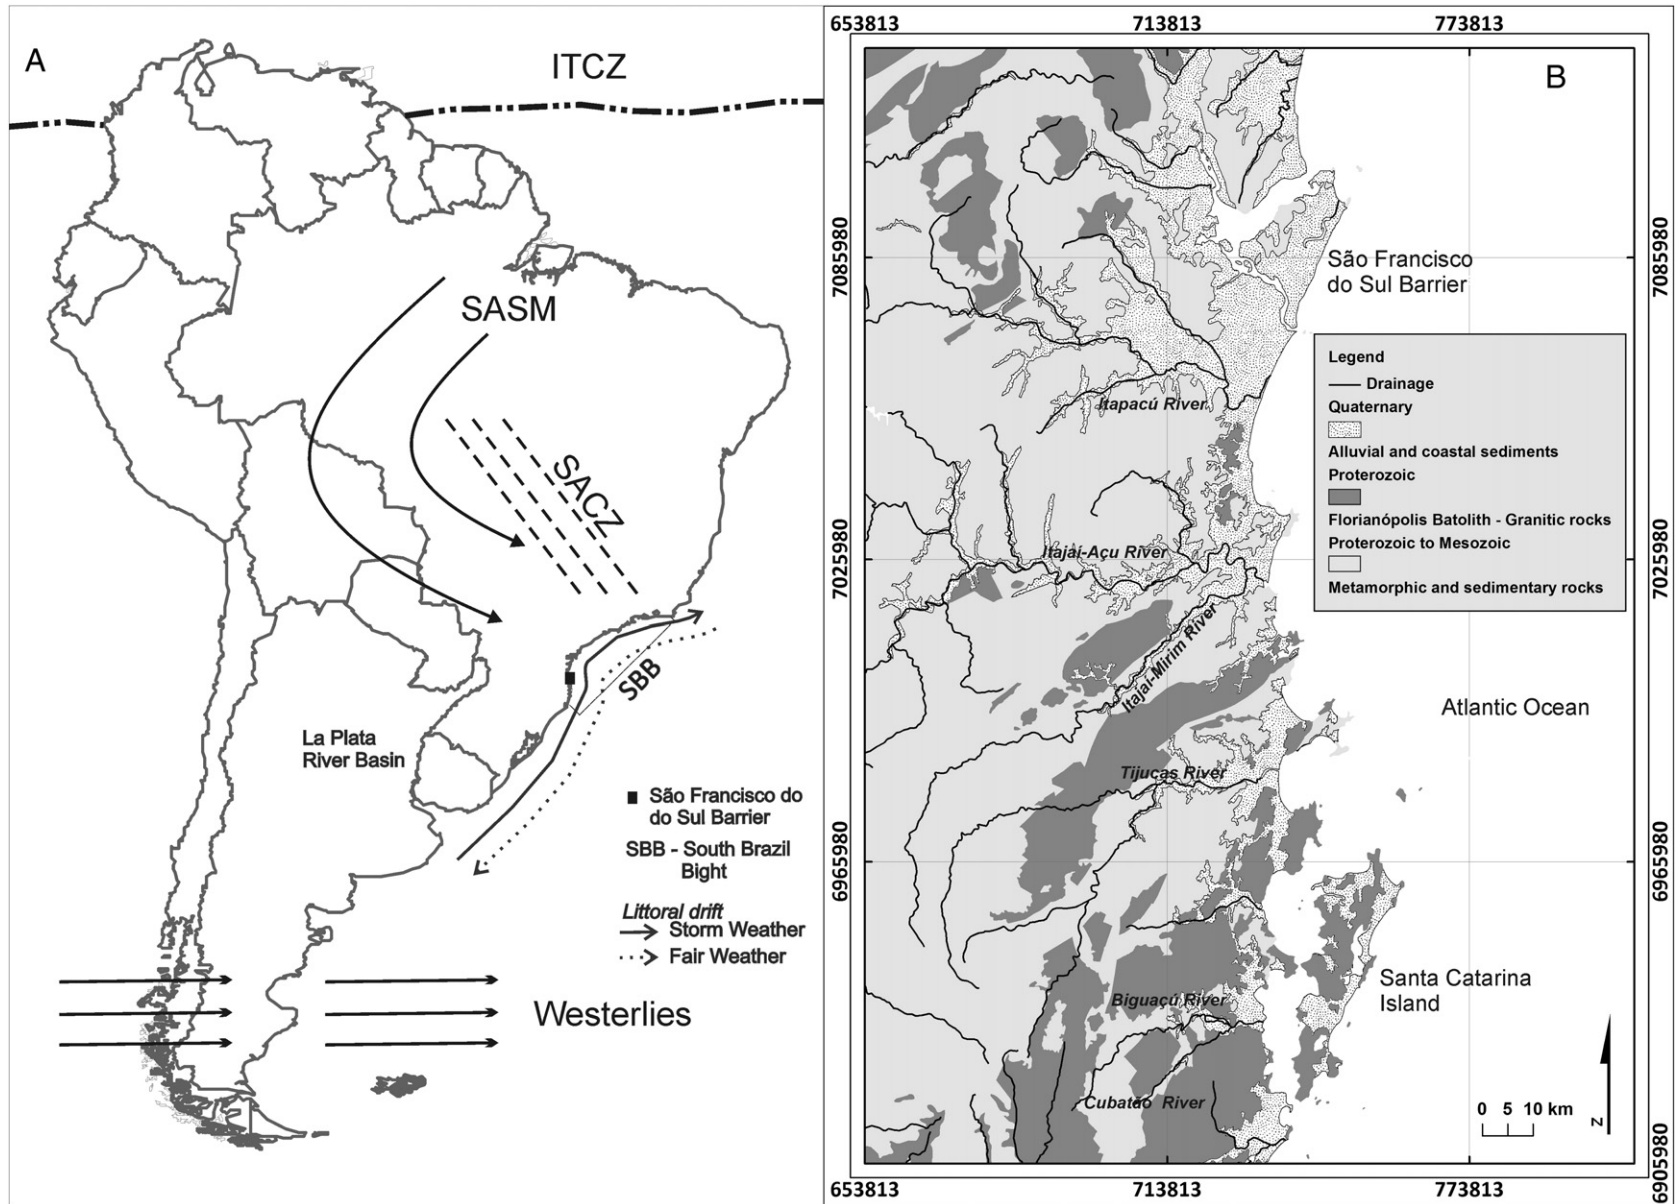 A
ITCZ
SASM
SACZ
SBB
La Plata
River Basin
São Francisco do
do Sul Barrier
SBB - South Brazil
Bight
Littoral drift
Storm Weather
Fair Weather
Westerlies
653813
713813
773813
B
7085980
7085980
São Francisco
do Sul Barrier
Legend
Drainage
Quaternary
Alluvial and coastal sediments
Proterozoic
Florianópolis Batolith - Granitic rocks
Proterozoic to Mesozoic
Metamorphic and sedimentary rocks
Itapacú River
Itajaí-Açu River
7025980
7025980
Itajaí-Mirim River
Atlantic Ocean
Tijucas River
6965980
6965980
Santa Catarina
Island
Biguaçú River
Cubatão River
0 5 10 km
N
6905980
653813
713813
773813